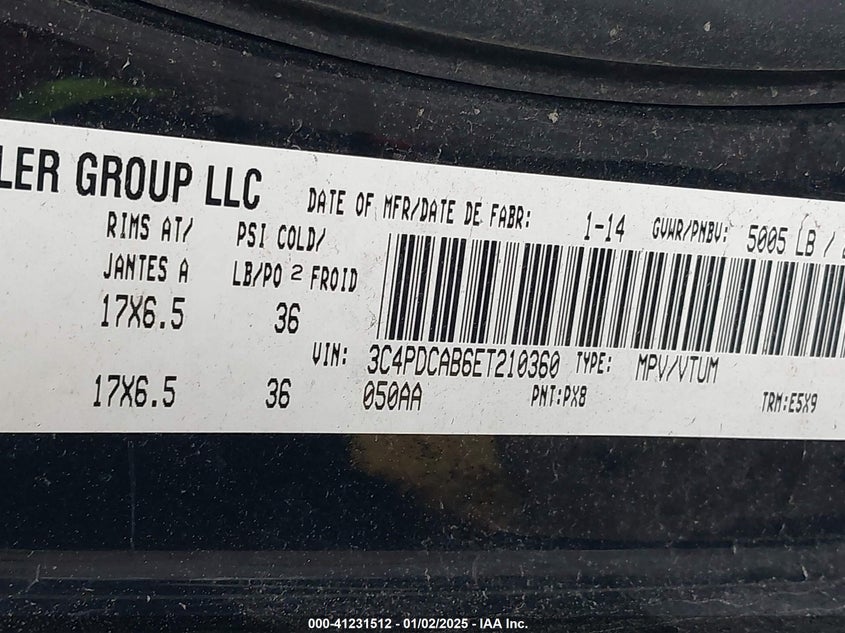 LER GROUP LLC
DATE OF MFR/DATE DE FABR: 1-14 GVWR/PNBV: 5005 LB /
RIMS AT/ PSI COLD/
JANTES A LB/PO 2 FROID
17X6.5 36
VIN: 3C4PDCAB6ET210360 TYPE: MPV/VTUM
17X6.5 36 050AA PNT:PX8 TRM:E5X9
000-41231512 - 01/02/2025 - IAA Inc.